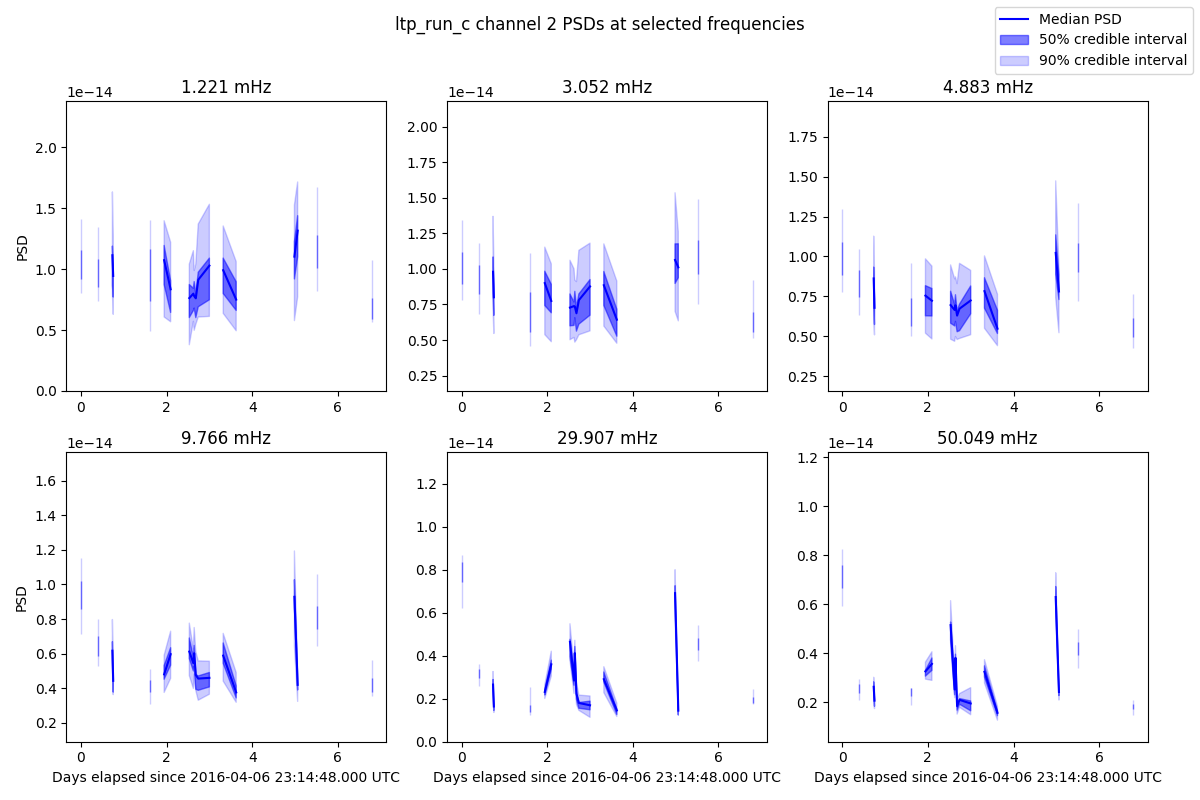 ltp_run_c channel 2 PSDs at selected frequencies
Median PSD
50% credible interval
90% credible interval
1e−14
1.221 mHz
PSD
2.0
1.5
1.0
0.5
0.0
0 2 4 6
1e−14
3.052 mHz
2.00
1.75
1.50
1.25
1.00
0.75
0.50
0.25
0 2 4 6
1e−14
4.883 mHz
1.75
1.50
1.25
1.00
0.75
0.50
0.25
0 2 4 6
1e−14
9.766 mHz
PSD
1.6
1.4
1.2
1.0
0.8
0.6
0.4
0.2
0 2 4 6
Days elapsed since 2016-04-06 23:14:48.000 UTC
1e−14
29.907 mHz
1.2
1.0
0.8
0.6
0.4
0.2
0.0
0 2 4 6
Days elapsed since 2016-04-06 23:14:48.000 UTC
1e−14
50.049 mHz
1.2
1.0
0.8
0.6
0.4
0.2
0 2 4 6
Days elapsed since 2016-04-06 23:14:48.000 UTC